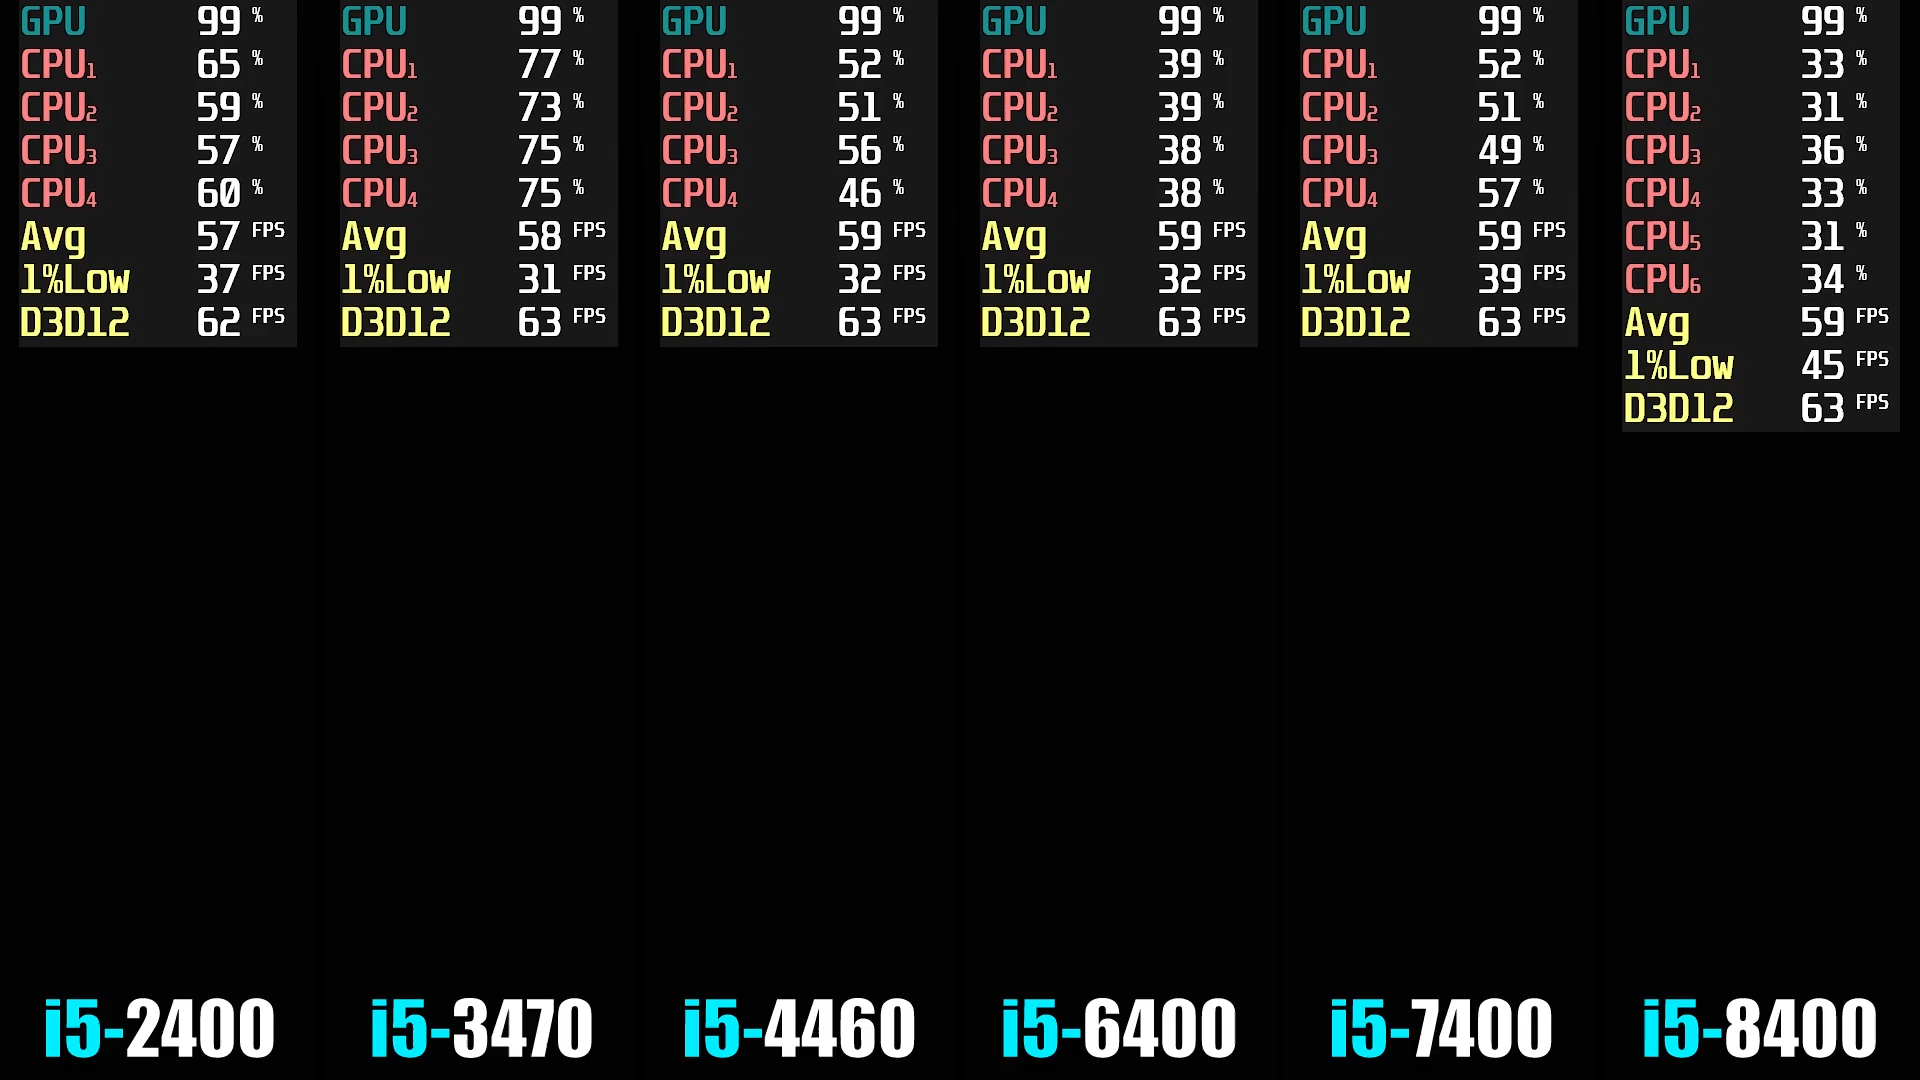 GPU 99 %
CPU1 65 %
CPU2 59 %
CPU3 57 %
CPU4 60 %
Avg 57 FPS
1%Low 37 FPS
D3D12 62 FPS
i5-2400
GPU 99 %
CPU1 77 %
CPU2 73 %
CPU3 75 %
CPU4 75 %
Avg 58 FPS
1%Low 31 FPS
D3D12 63 FPS
i5-3470
GPU 99 %
CPU1 52 %
CPU2 51 %
CPU3 56 %
CPU4 46 %
Avg 59 FPS
1%Low 32 FPS
D3D12 63 FPS
i5-4460
GPU 99 %
CPU1 39 %
CPU2 39 %
CPU3 38 %
CPU4 38 %
Avg 59 FPS
1%Low 32 FPS
D3D12 63 FPS
i5-6400
GPU 99 %
CPU1 52 %
CPU2 51 %
CPU3 49 %
CPU4 57 %
Avg 59 FPS
1%Low 39 FPS
D3D12 63 FPS
i5-7400
GPU 99 %
CPU1 33 %
CPU2 31 %
CPU3 36 %
CPU4 33 %
CPU5 31 %
CPU6 34 %
Avg 59 FPS
1%Low 45 FPS
D3D12 63 FPS
i5-8400